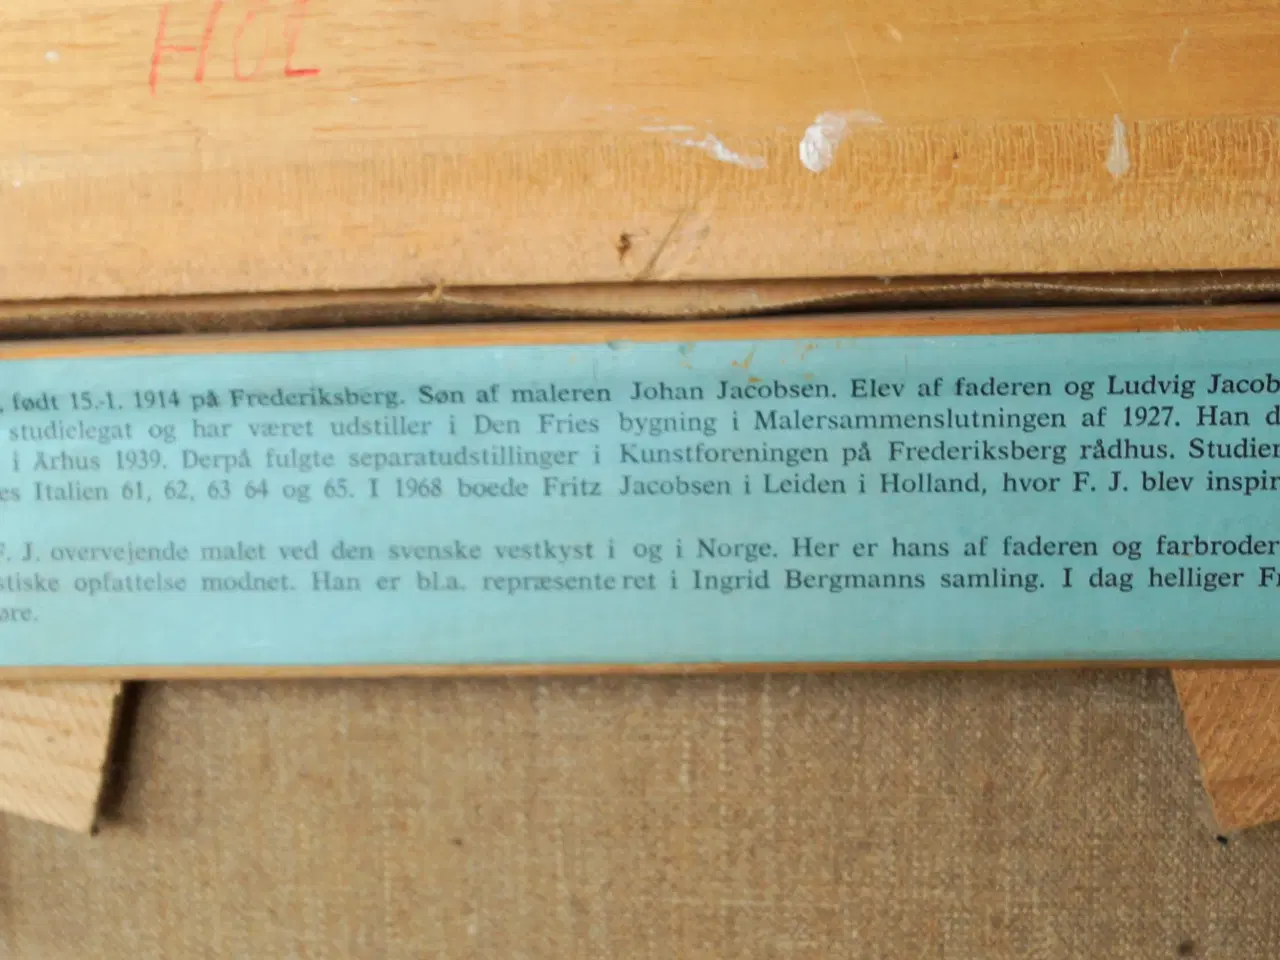 , født 15.-1. 1914 på Frederiksberg. Søn af maleren Johan Jacobsen. Elev af faderen og Ludvig Jacob
studielegat og har været udstiller i Den Fries bygning i Malersammenslutningen af 1927. Han d
i Arhus 1939. Derpå fulgte separatudstillinger i Kunstforeningen på Frederiksberg rådhus. Studier
es Italien 61, 62, 63 64 og 65. I 1968 boede Fritz Jacobsen i Leiden i Holland, hvor F. J. blev inspir
F. J. overvejende malet ved den svenske vestkyst i og i Norge. Her er hans af faderen og farbroder
stiske opfattelse modnet. Han er bl.a. repræsenteret i Ingrid Bergmanns samling. I dag helliger Fr
are.